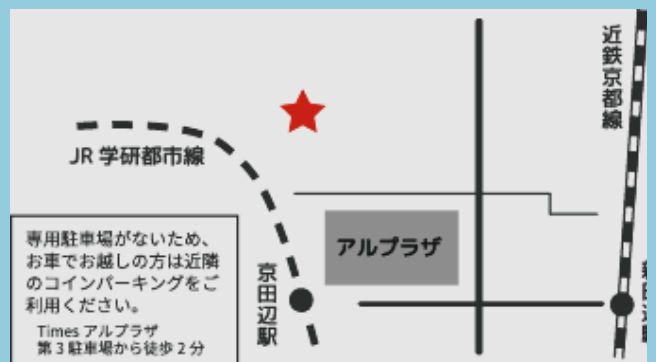 近鉄京都線
JR 学研都市線
アルプラザ
京田辺駅
専用駐車場がないため、
お車でお越しの方は近隣
のコインパーキングをご
利用ください。
Times アルプラザ
第3駐車場から徒歩2分